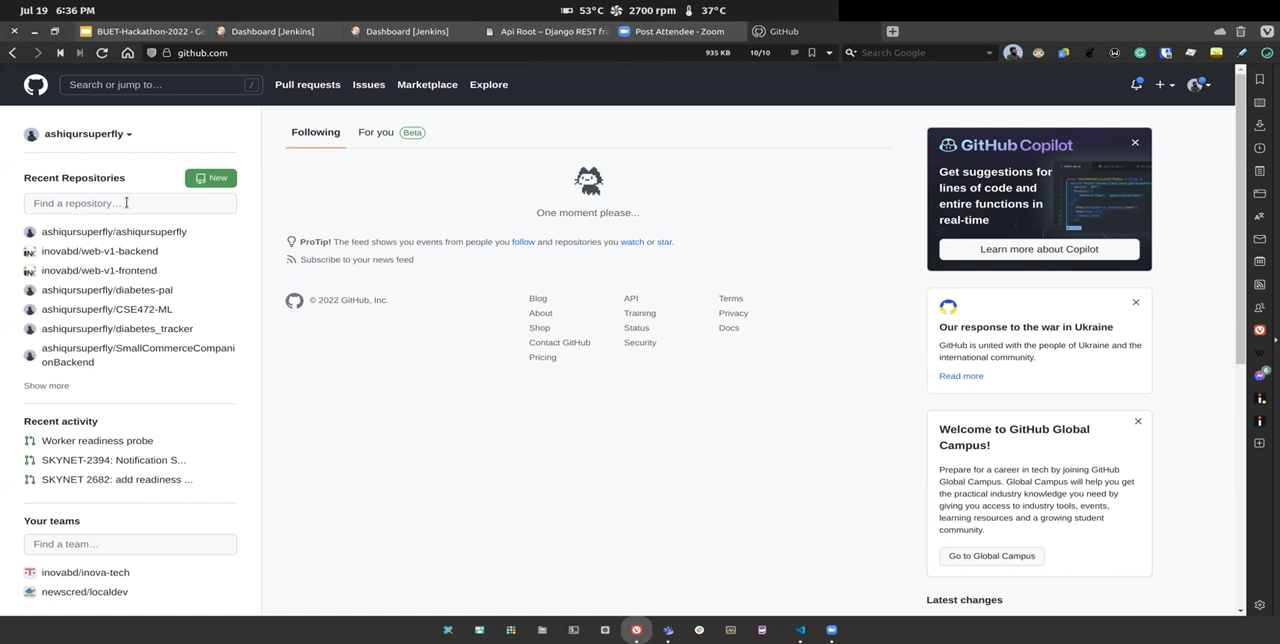 Jul 19 6:36 PM
53°C 2700 rpm 37°C
BUET-Hackathon-2022 - Go
Dashboard [Jenkins]
Dashboard [Jenkins]
Api Root – Django REST fra
Post Attendee - Zoom
GitHub
github.com
935 KB 10/10
Search Google
Search or jump to… /
Pull requests Issues Marketplace Explore
ashiqursuperfly
Recent Repositories
New
Find a repository…
ashiqursuperfly/ashiqursuperfly
inovabd/web-v1-backend
inovabd/web-v1-frontend
ashiqursuperfly/diabetes-pal
ashiqursuperfly/CSE472-ML
ashiqursuperfly/diabetes_tracker
ashiqursuperfly/SmallCommerceCompani
onBackend
Show more
Recent activity
Worker readiness probe
SKYNET-2394: Notification S...
SKYNET 2682: add readiness ...
Your teams
Find a team…
inovabd/inova-tech
newscred/localdev
Following For you Beta
One moment please...
ProTip! The feed shows you events from people you follow and repositories you watch or star.
Subscribe to your news feed
© 2022 GitHub, Inc.
Blog
About
Shop
Contact GitHub
Pricing
API
Training
Status
Security
Terms
Privacy
Docs
GitHub Copilot
Get suggestions for
lines of code and
entire functions in
real-time
Learn more about Copilot
Our response to the war in Ukraine
GitHub is united with the people of Ukraine and the
international community.
Read more
Welcome to GitHub Global
Campus!
Prepare for a career in tech by joining GitHub
Global Campus. Global Campus will help you get
the practical industry knowledge you need by
giving you access to industry tools, events,
learning resources and a growing student
community.
Go to Global Campus
Latest changes